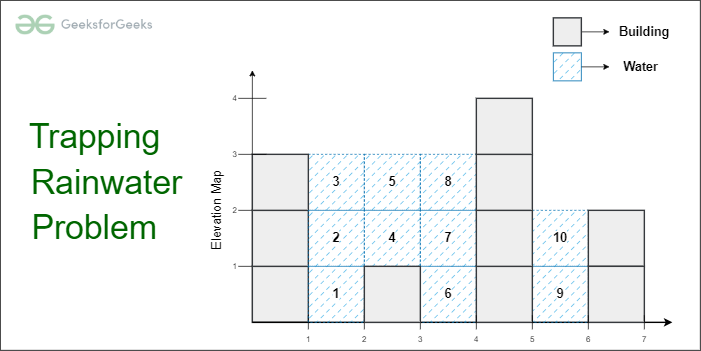 GeeksforGeeks
Building
Water
Trapping
Rainwater
Problem
Elevation Map
4
3
2
1
3 5 8
2 4 7 10
1 6 9
1 2 3 4 5 6 7